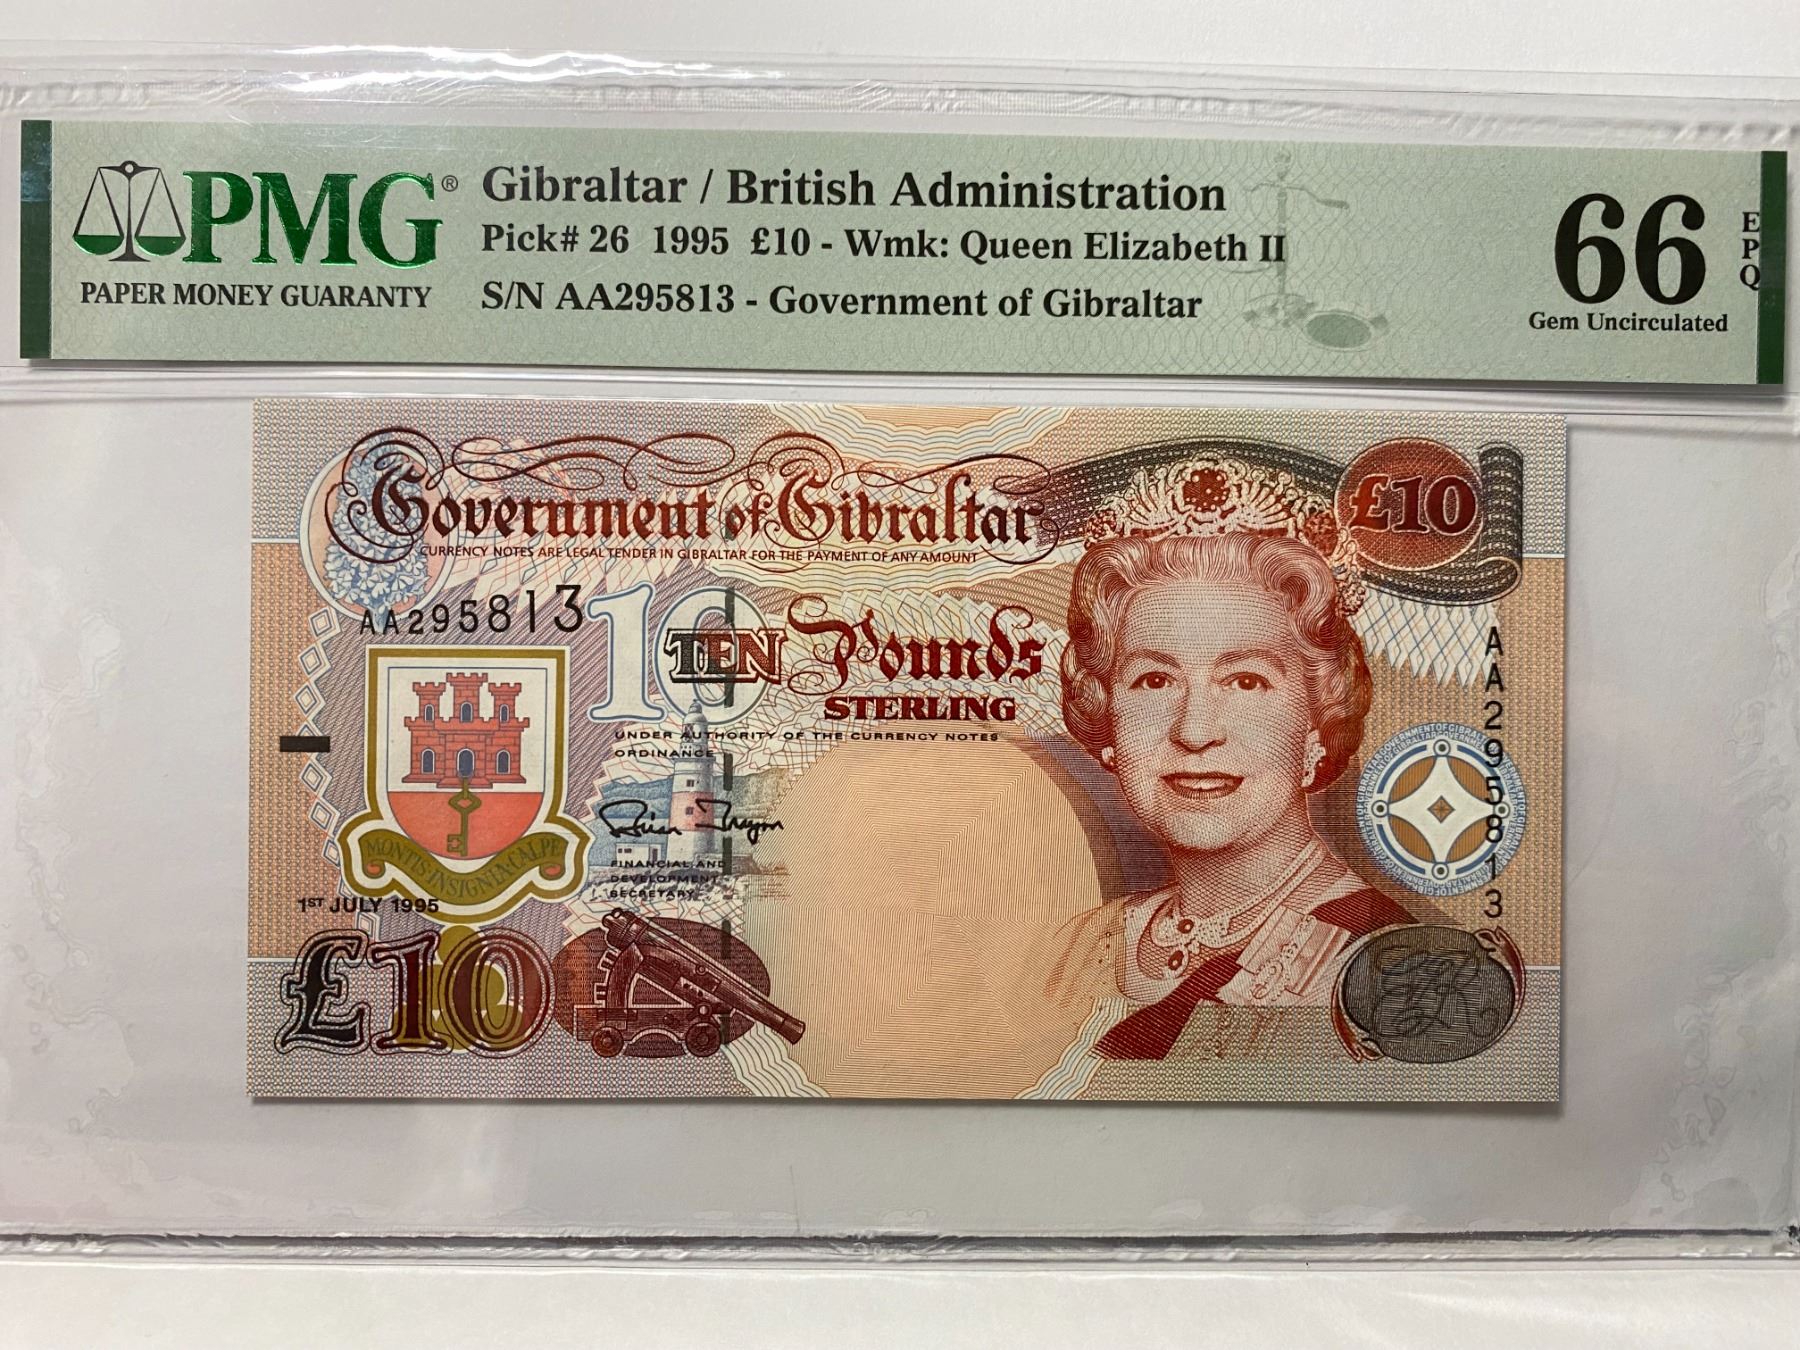 PMG®
PAPER MONEY GUARANTY
Gibraltar / British Administration
Pick# 26 1995 £10 - Wmk: Queen Elizabeth II
S/N AA295813 - Government of Gibraltar
66
EPQ
Gem Uncirculated
Government of Gibraltar
CURRENCY NOTES ARE LEGAL TENDER IN GIBRALTAR FOR THE PAYMENT OF ANY AMOUNT
£10
AA295813
10
TEN Pounds
STERLING
UNDER AUTHORITY OF THE CURRENCY NOTES
ORDINANCE
AA295813
MONTIS·INSIGNIA·CALPE
FINANCIAL AND
DEVELOPMENT
SECRETARY
1ST JULY 1995
£10